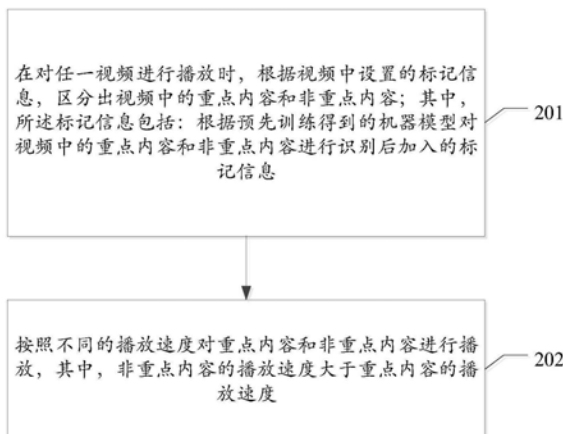 在对任一视频进行播放时，根据视频中设置的标记信
息，区分出视频中的重点内容和非重点内容；其中，
所述标记信息包括：根据预先训练得到的机器模型对
视频中的重点内容和非重点内容进行识别后加入的标
记信息
201
按照不同的播放速度对重点内容和非重点内容进行播
放，其中，非重点内容的播放速度大于重点内容的播
放速度
202